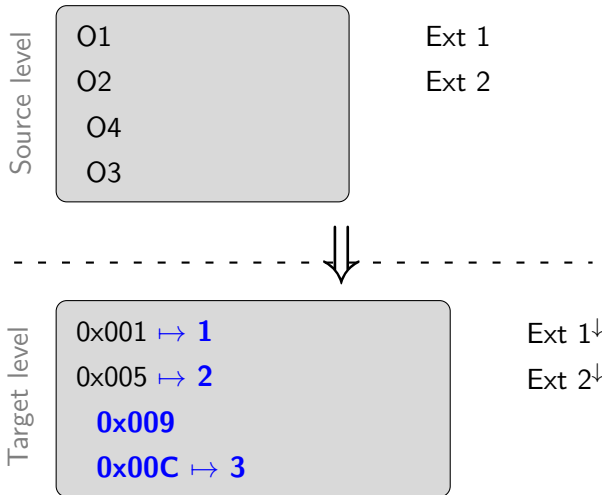 Source level
O1 Ext 1
O2 Ext 2
O4
O3
Target level
0x001 ↦ 1 Ext 1↓
0x005 ↦ 2 Ext 2↓
0x009
0x00C ↦ 3